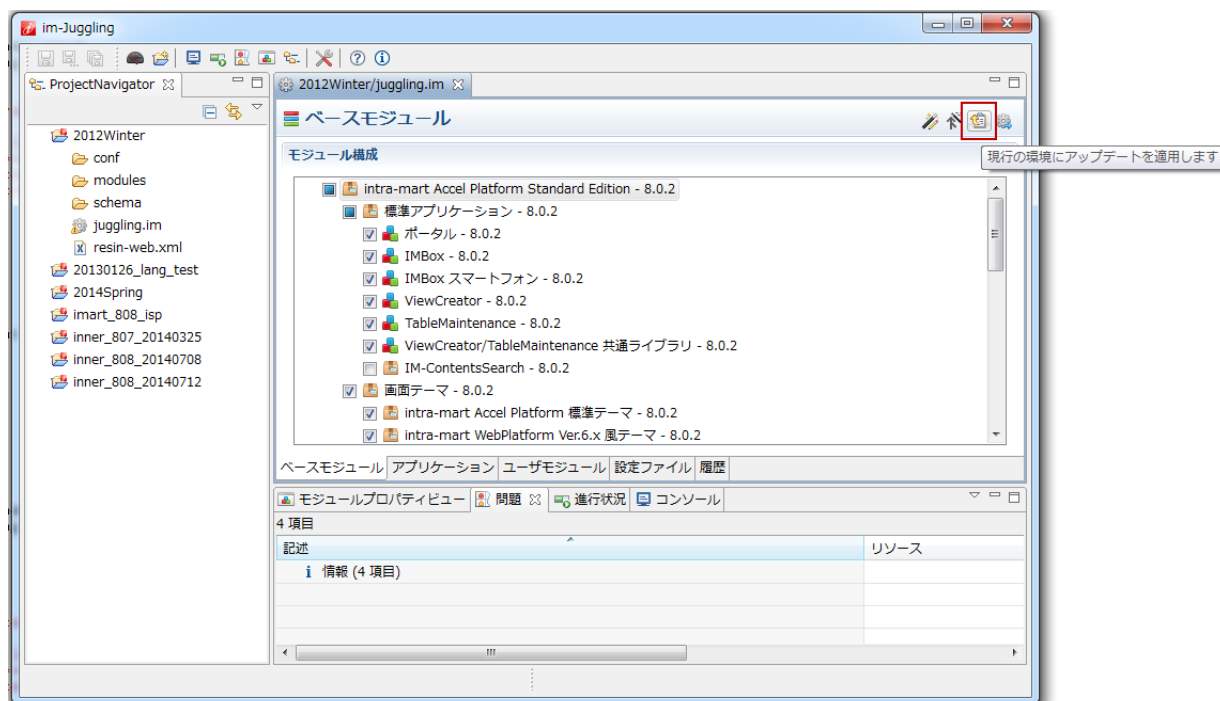 im-Juggling
ProjectNavigator
2012Winter/juggling.im
2012Winter
conf
modules
schema
juggling.im
resin-web.xml
20130126_lang_test
2014Spring
imart_808_isp
inner_807_20140325
inner_808_20140708
inner_808_20140712
ベースモジュール
現行の環境にアップデートを適用します
モジュール構成
intra-mart Accel Platform Standard Edition - 8.0.2
標準アプリケーション - 8.0.2
ポータル - 8.0.2
IMBox - 8.0.2
IMBox スマートフォン - 8.0.2
ViewCreator - 8.0.2
TableMaintenance - 8.0.2
ViewCreator/TableMaintenance 共通ライブラリ - 8.0.2
IM-ContentsSearch - 8.0.2
画面テーマ - 8.0.2
intra-mart Accel Platform 標準テーマ - 8.0.2
intra-mart WebPlatform Ver.6.x 風テーマ - 8.0.2
ベースモジュール アプリケーション ユーザモジュール 設定ファイル 履歴
モジュールプロパティビュー 問題 進行状況 コンソール
4 項目
記述 リソース
情報 (4 項目)